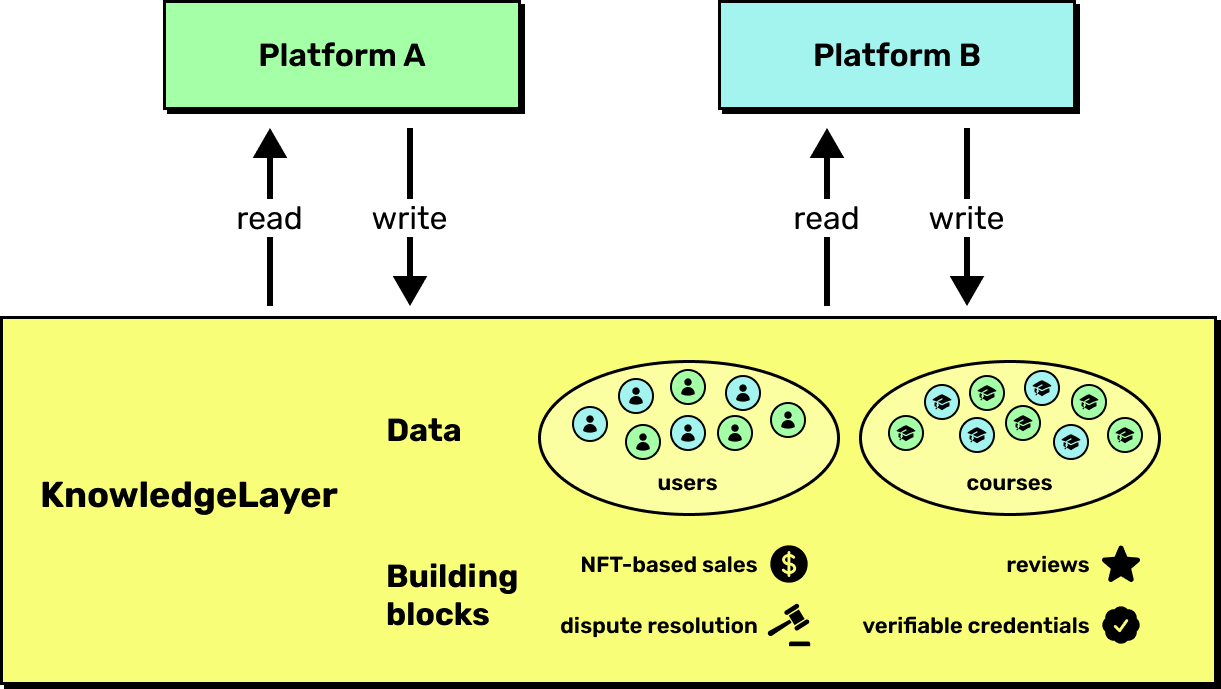 Platform A
Platform B
read
write
read
write
KnowledgeLayer
Data
users
courses
Building
blocks
NFT-based sales
$
reviews
dispute resolution
verifiable credentials